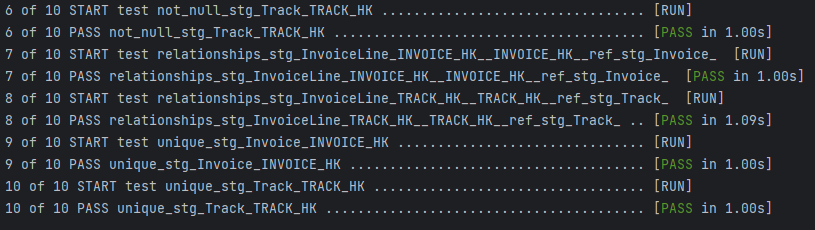 6 of 10 START test not_null_stg_Track_TRACK_HK ................................. [RUN]
6 of 10 PASS not_null_stg_Track_TRACK_HK ....................................... [PASS in 1.00s]
7 of 10 START test relationships_stg_InvoiceLine_INVOICE_HK__INVOICE_HK__ref_stg_Invoice_  [RUN]
7 of 10 PASS relationships_stg_InvoiceLine_INVOICE_HK__INVOICE_HK__ref_stg_Invoice_  [PASS in 1.00s]
8 of 10 START test relationships_stg_InvoiceLine_TRACK_HK__TRACK_HK__ref_stg_Track_  [RUN]
8 of 10 PASS relationships_stg_InvoiceLine_TRACK_HK__TRACK_HK__ref_stg_Track_ .. [PASS in 1.09s]
9 of 10 START test unique_stg_Invoice_INVOICE_HK ............................... [RUN]
9 of 10 PASS unique_stg_Invoice_INVOICE_HK ..................................... [PASS in 1.00s]
10 of 10 START test unique_stg_Track_TRACK_HK .................................. [RUN]
10 of 10 PASS unique_stg_Track_TRACK_HK ........................................ [PASS in 1.00s]